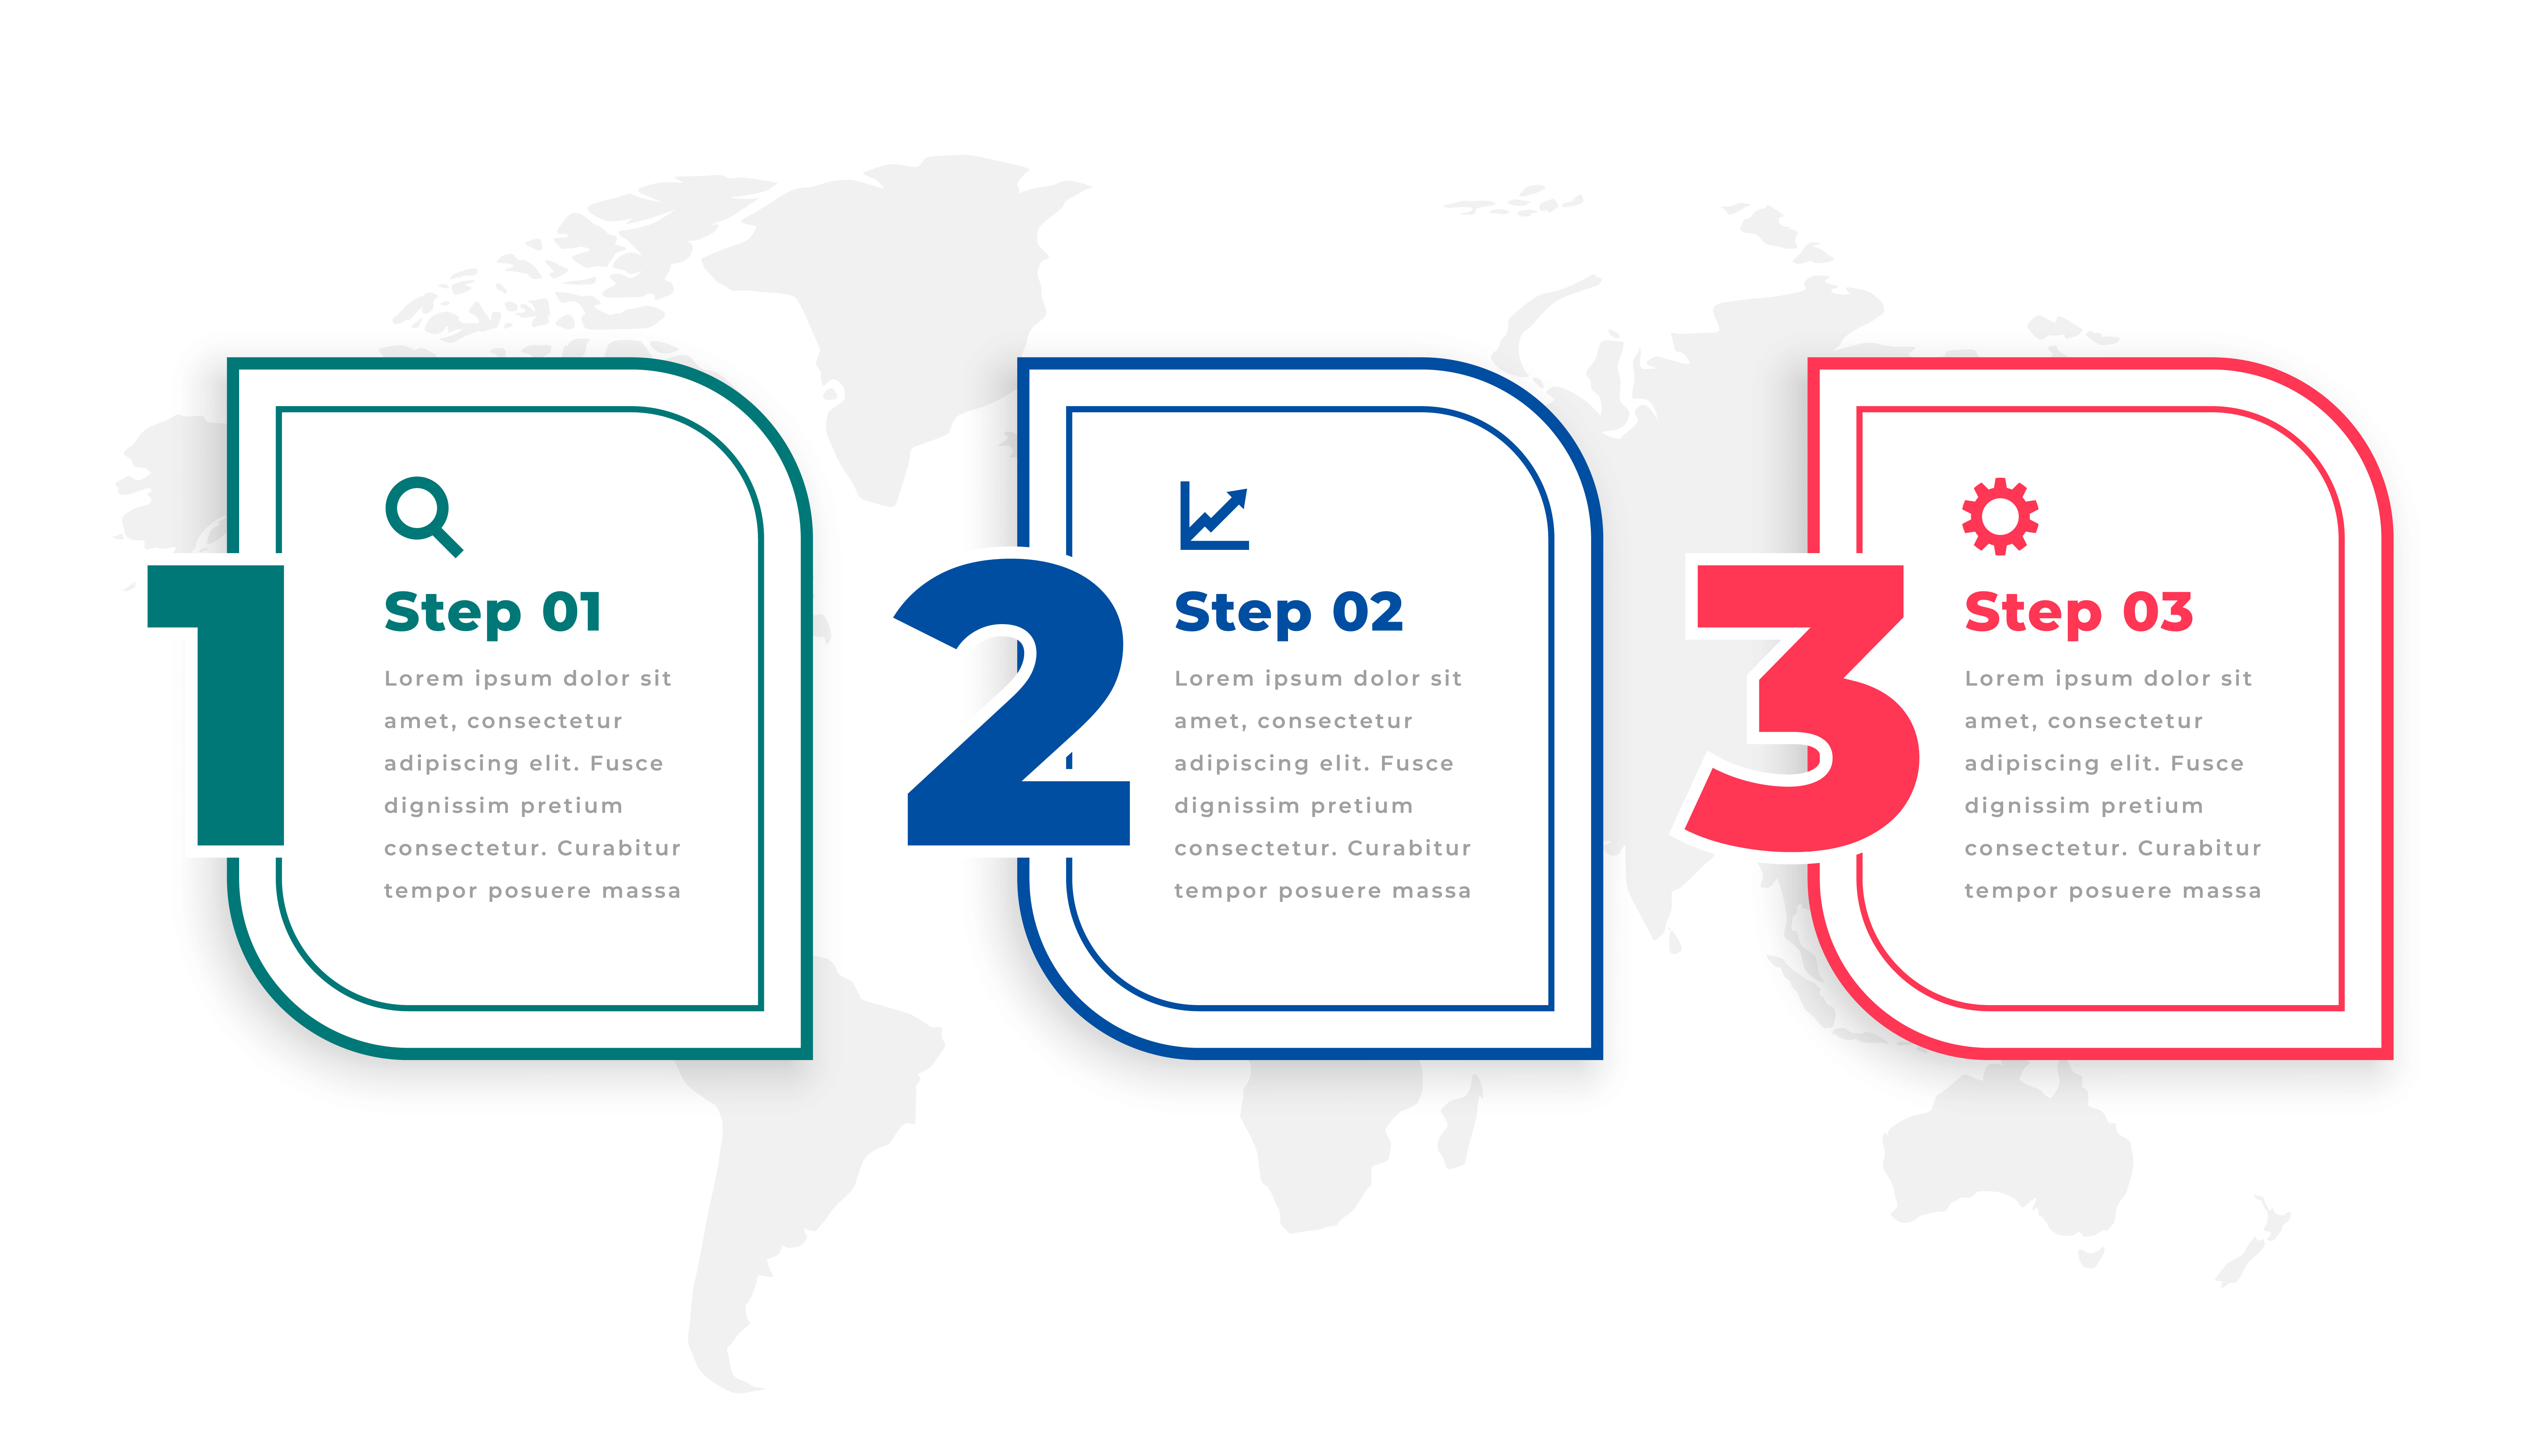 1
Step 01
Lorem ipsum dolor sit
amet, consectetur
adipiscing elit. Fusce
dignissim pretium
consectetur. Curabitur
tempor posuere massa
2
Step 02
Lorem ipsum dolor sit
amet, consectetur
adipiscing elit. Fusce
dignissim pretium
consectetur. Curabitur
tempor posuere massa
3
Step 03
Lorem ipsum dolor sit
amet, consectetur
adipiscing elit. Fusce
dignissim pretium
consectetur. Curabitur
tempor posuere massa